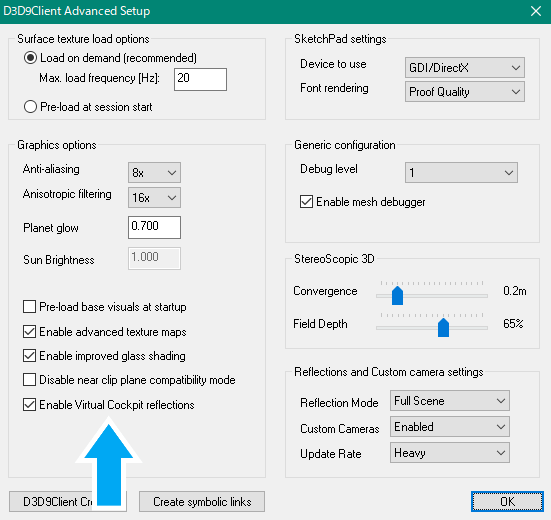 D3D9Client Advanced Setup
Surface texture load options
Load on demand (recommended)
Max. load frequency [Hz]: 20
Pre-load at session start
Graphics options
Anti-aliasing 8x
Anisotropic filtering 16x
Planet glow 0.700
Sun Brightness 1.000
Pre-load base visuals at startup
Enable advanced texture maps
Enable improved glass shading
Disable near clip plane compatibility mode
Enable Virtual Cockpit reflections
D3D9Client
Create symbolic links
SketchPad settings
Device to use GDI/DirectX
Font rendering Proof Quality
Generic configuration
Debug level 1
Enable mesh debugger
StereoScopic 3D
Convergence 0.2m
Field Depth 65%
Reflections and Custom camera settings
Reflection Mode Full Scene
Custom Cameras Enabled
Update Rate Heavy
OK